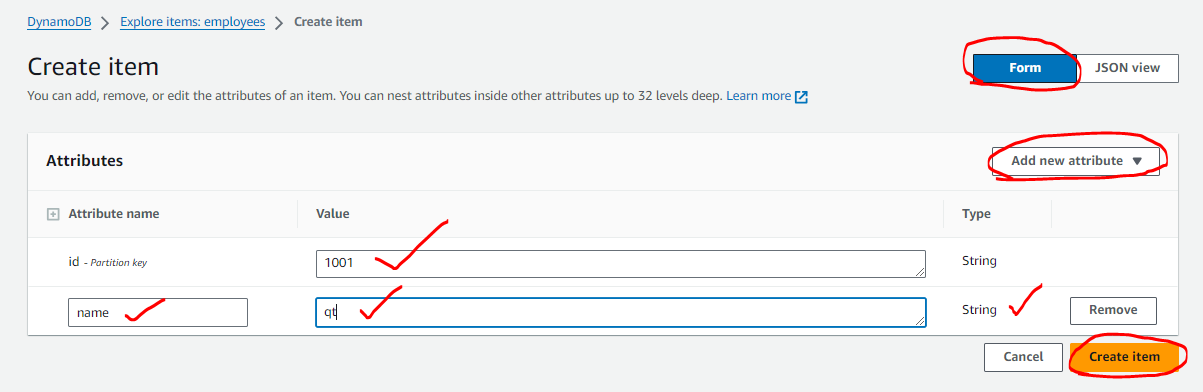 DynamoDB > Explore items: employees > Create item
Create item
Form JSON view
You can add, remove, or edit the attributes of an item. You can nest attributes inside other attributes up to 32 levels deep. Learn more
Attributes
Add new attribute ▼
Attribute name Value Type
id - Partition key 1001 String
name qt String Remove
Cancel Create item